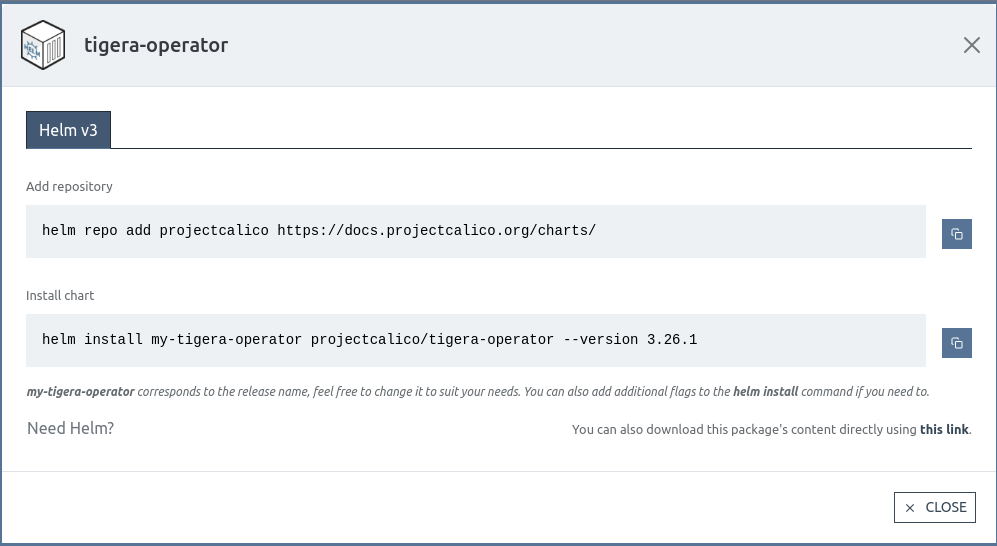 HELM
tigera-operator
Helm v3
Add repository
helm repo add projectcalico https://docs.projectcalico.org/charts/
Install chart
helm install my-tigera-operator projectcalico/tigera-operator --version 3.26.1
my-tigera-operator corresponds to the release name, feel free to change it to suit your needs. You can also add additional flags to the helm install command if you need to.
Need Helm?
You can also download this package's content directly using this link.
CLOSE